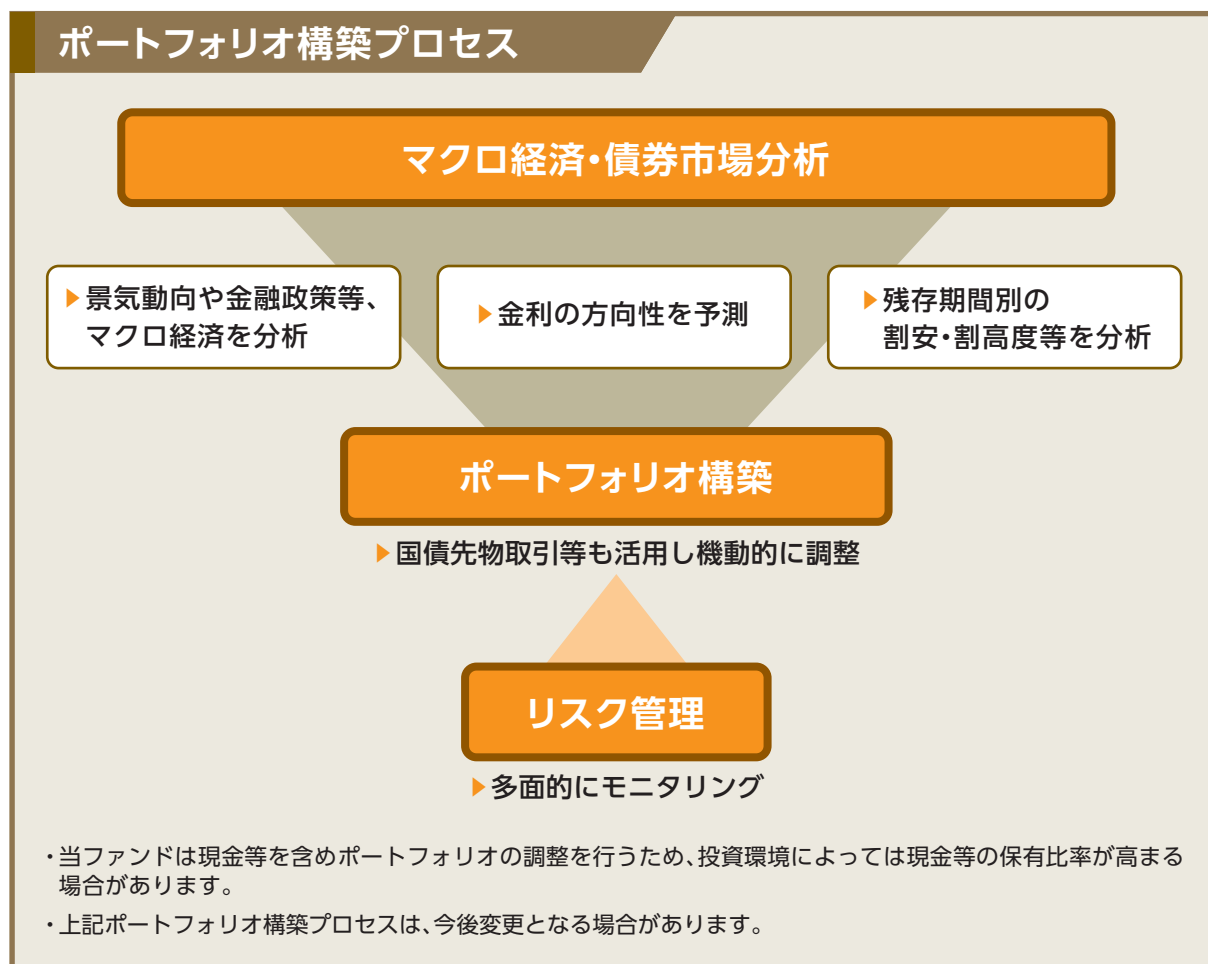 ポートフォリオ構築プロセス
マクロ経済・債券市場分析
▶景気動向や金融政策等、
マクロ経済を分析
▶金利の方向性を予測
▶残存期間別の
割安・割高度等を分析
ポートフォリオ構築
▶国債先物取引等も活用し機動的に調整
リスク管理
▶多面的にモニタリング
・当ファンドは現金等を含めポートフォリオの調整を行うため、投資環境によっては現金等の保有比率が高まる
場合があります。
・上記ポートフォリオ構築プロセスは、今後変更となる場合があります。